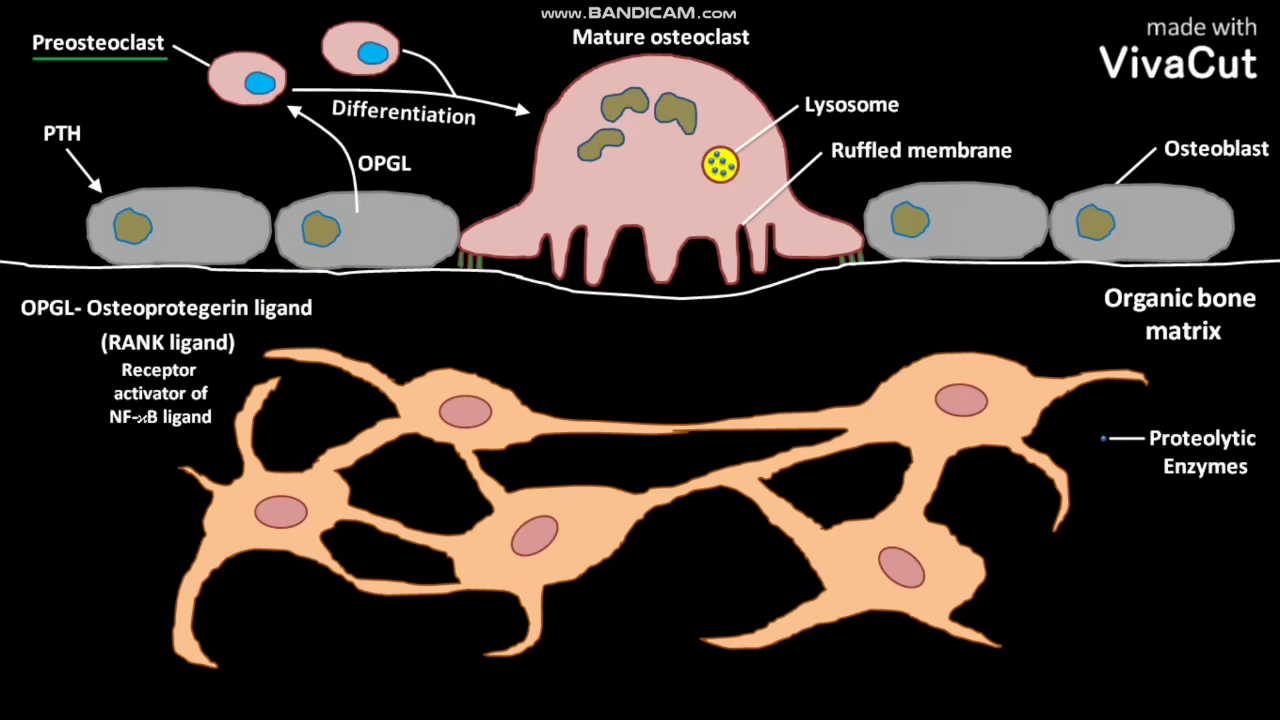 www.BANDICAM.com
made with
VivaCut
Preosteoclast
Mature osteoclast
Differentiation
Lysosome
PTH
OPGL
Ruffled membrane
Osteoblast
OPGL- Osteoprotegerin ligand
(RANK ligand)
Receptor
activator of
NF-ϰB ligand
Organic bone
matrix
Proteolytic
Enzymes